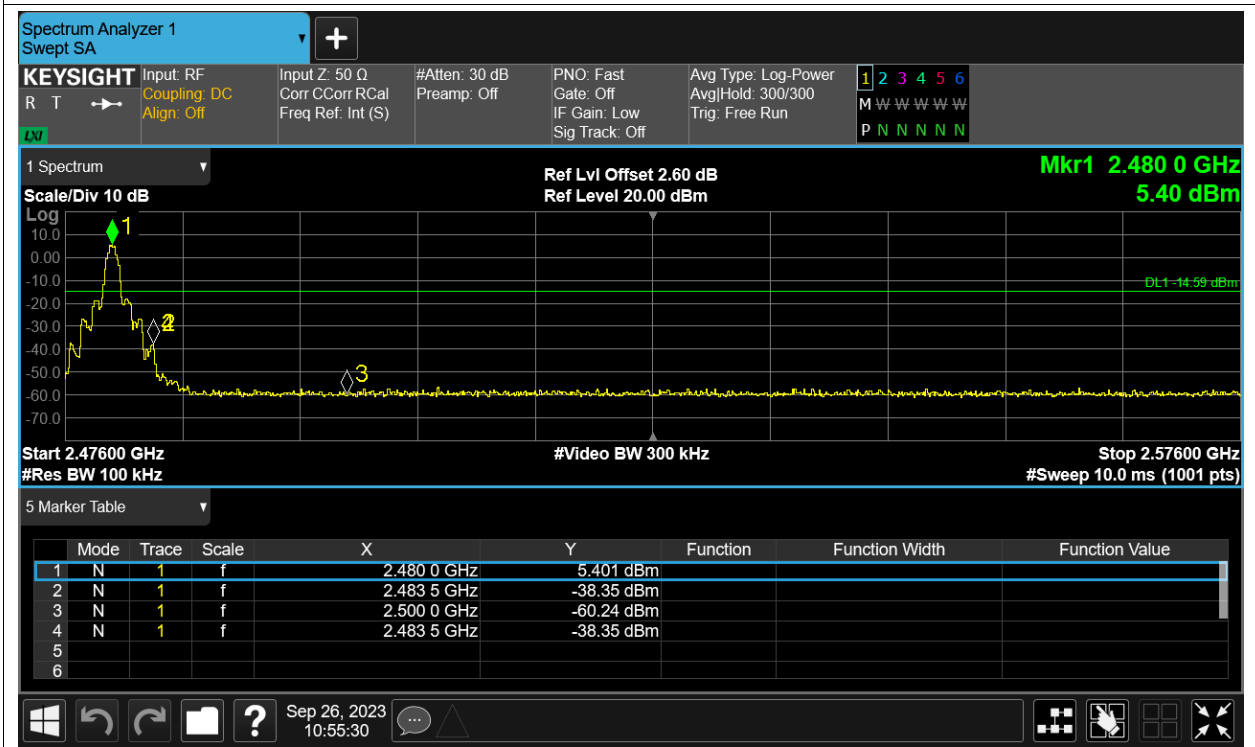 Spectrum Analyzer 1
Swept SA
+
KEYSIGHT
R T
LXI
Input: RF
Coupling: DC
Align: Off
Input Z: 50 Ω
Corr CCorr RCal
Freq Ref: Int (S)
#Atten: 30 dB
Preamp: Off
PNO: Fast
Gate: Off
IF Gain: Low
Sig Track: Off
Avg Type: Log-Power
Avg|Hold: 300/300
Trig: Free Run
1 2 3 4 5 6
M W W W W W
P N N N N N
1 Spectrum
Scale/Div 10 dB
Ref Lvl Offset 2.60 dB
Ref Level 20.00 dBm
Mkr1 2.480 0 GHz
5.40 dBm
Log
10.0
0.00
-10.0
-20.0
-30.0
-40.0
-50.0
-60.0
-70.0
1
2
3
DL1 -14.59 dBm
Start 2.47600 GHz
#Video BW 300 kHz
Stop 2.57600 GHz
#Res BW 100 kHz
#Sweep 10.0 ms (1001 pts)
5 Marker Table
Mode Trace Scale X Y Function Function Width Function Value
1 N 1 f 2.480 0 GHz 5.401 dBm
2 N 1 f 2.483 5 GHz -38.35 dBm
3 N 1 f 2.500 0 GHz -60.24 dBm
4 N 1 f 2.483 5 GHz -38.35 dBm
5
6
?
Sep 26, 2023
10:55:30